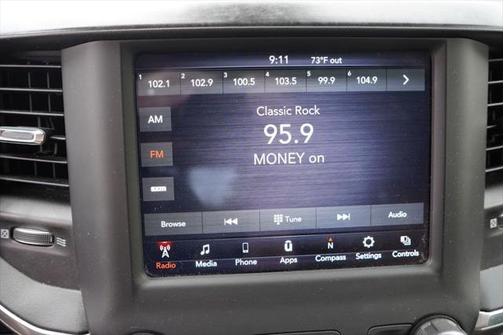 9:11 73°F out
1 102.1 2 102.9 3 100.5 4 103.5 5 99.9 6 104.9
Classic Rock
AM
95.9
FM
MONEY on
Browse Tune Audio
Radio Media Phone Apps Compass Settings Controls